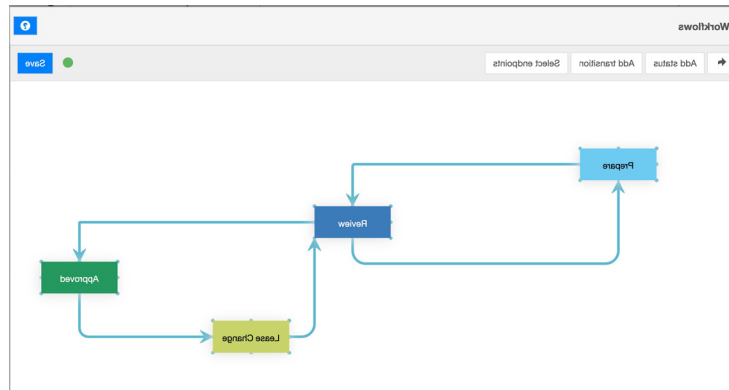 Workflows
?
Add status
Add transition
Select endpoints
Save
Prepare
Review
Approved
Lease Change